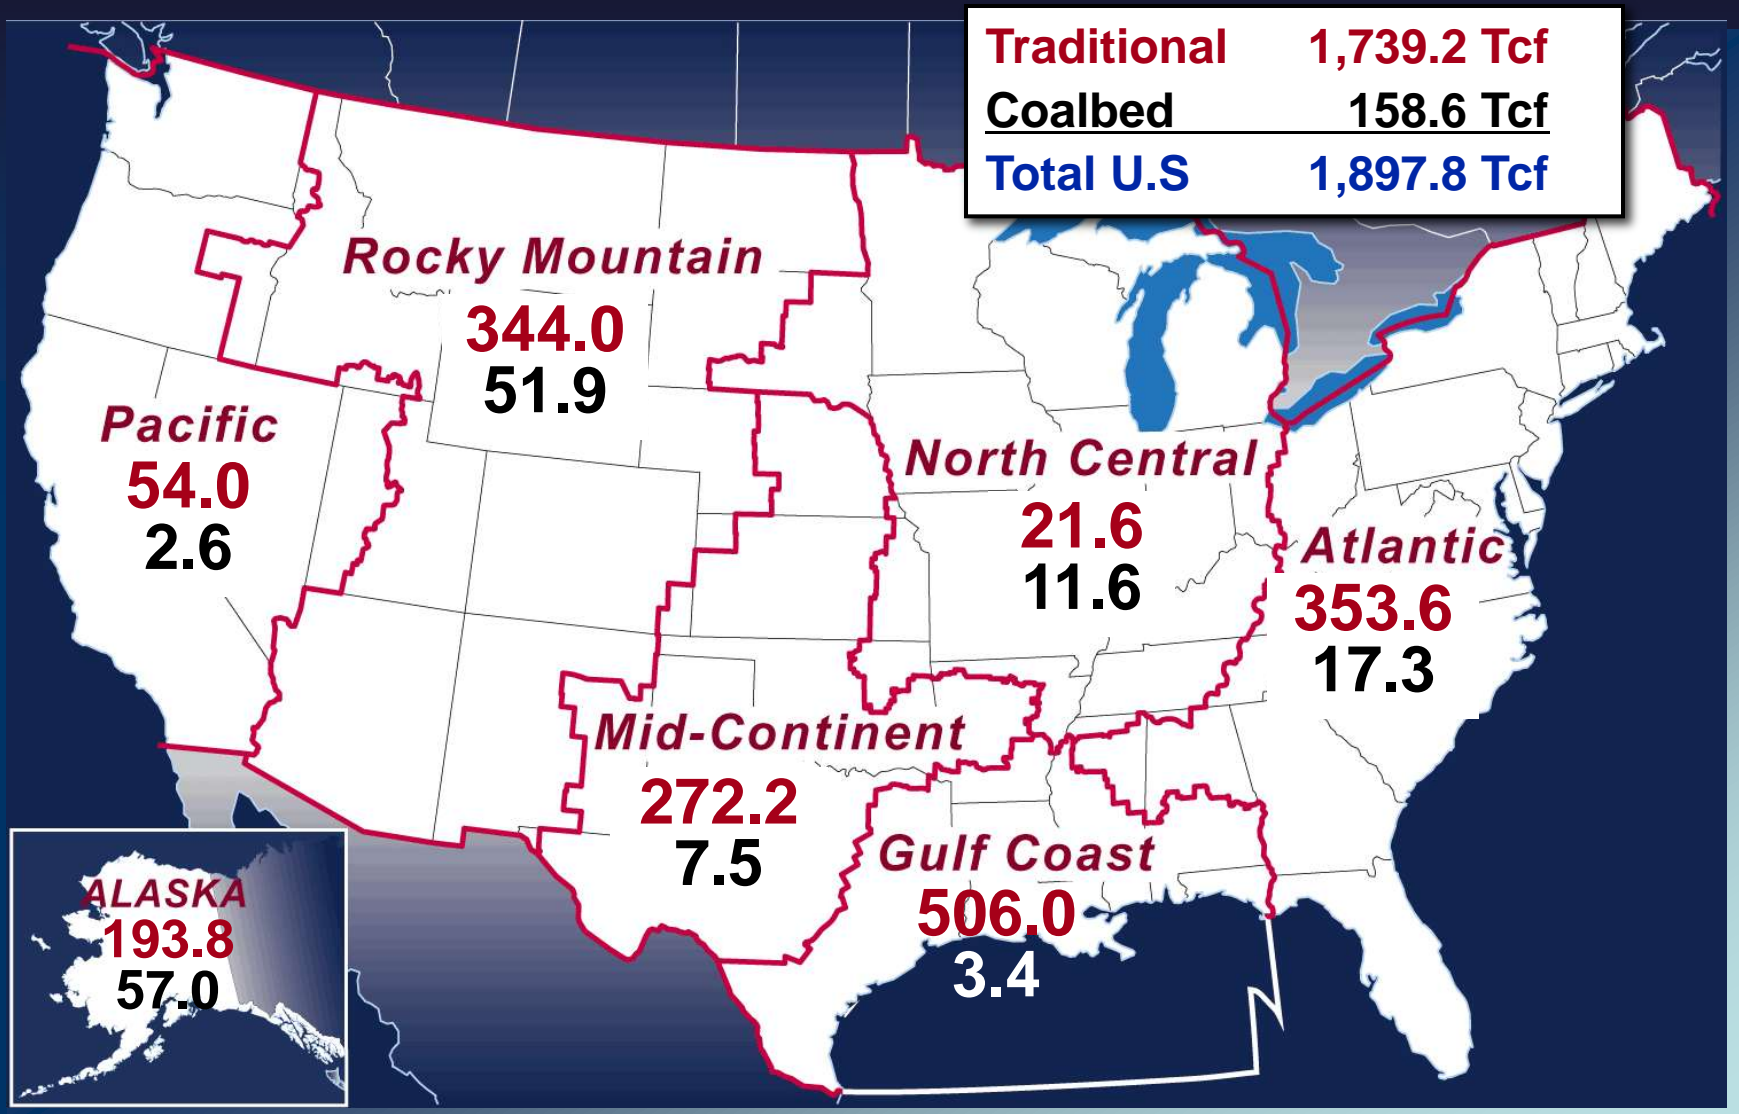 Traditional 1,739.2 Tcf
Coalbed 158.6 Tcf
Total U.S 1,897.8 Tcf
Rocky Mountain
344.0
51.9
Pacific
54.0
2.6
North Central
21.6
11.6
Atlantic
353.6
17.3
Mid-Continent
272.2
7.5
Gulf Coast
506.0
3.4
ALASKA
193.8
57.0